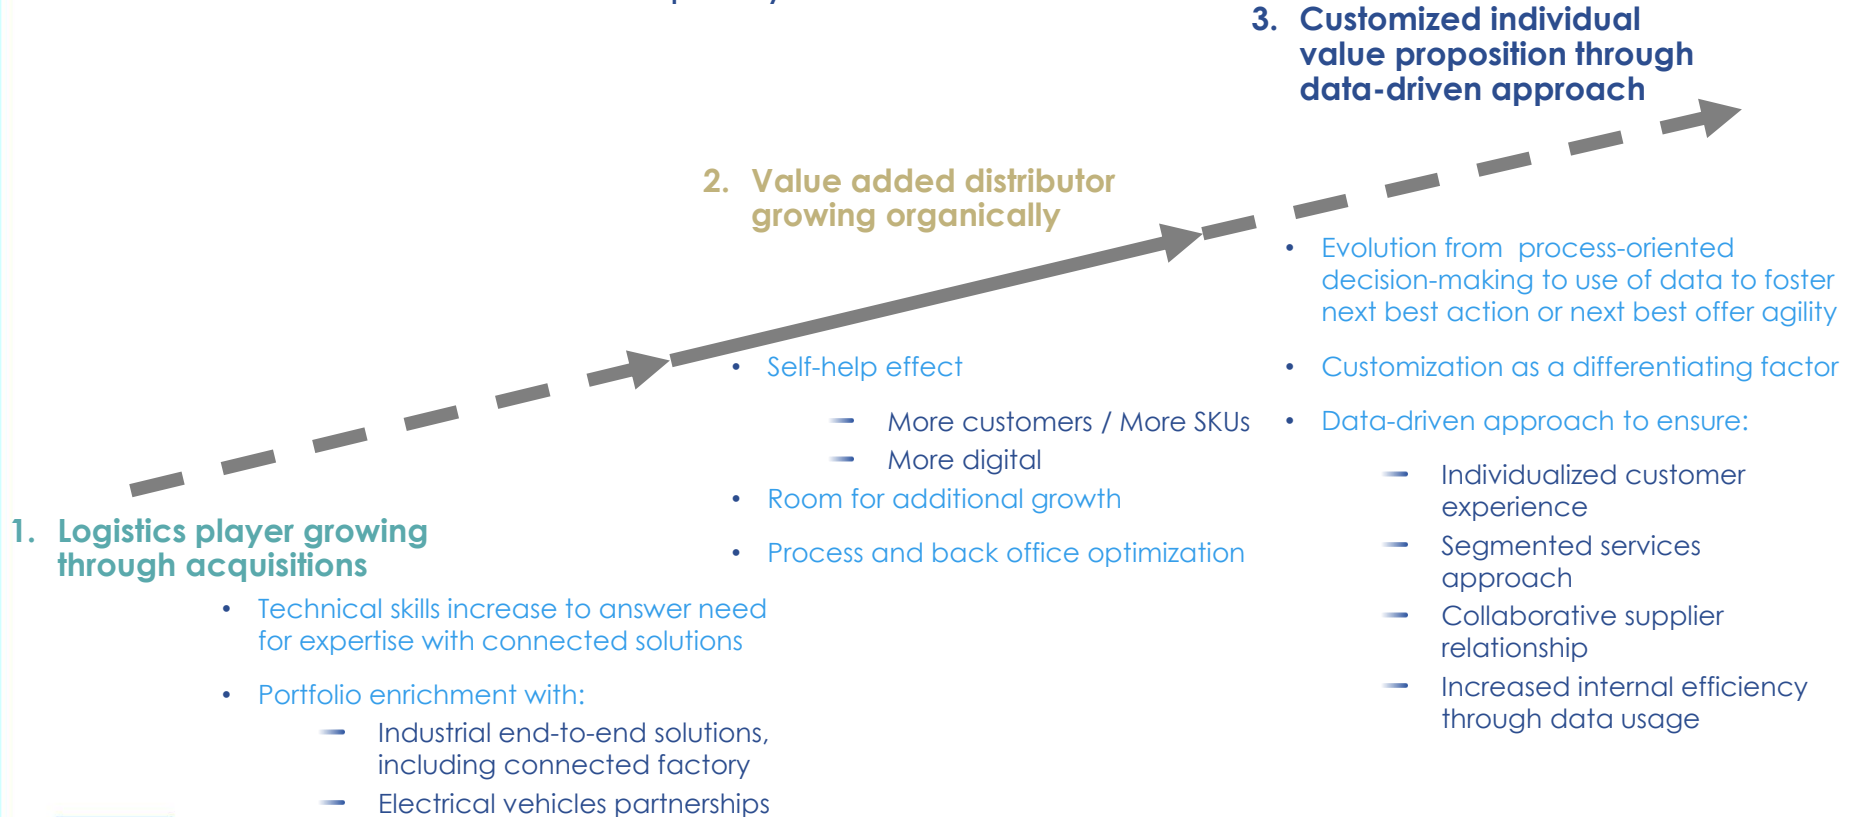 3. Customized individual
value proposition through
data-driven approach
2. Value added distributor
growing organically
• Evolution from  process-oriented
decision-making to use of data to foster
next best action or next best offer agility
• Customization as a differentiating factor
• Data-driven approach to ensure:
– Individualized customer
experience
– Segmented services
approach
– Collaborative supplier
relationship
– Increased internal efficiency
through data usage
• Self-help effect
– More customers / More SKUs
– More digital
• Room for additional growth
• Process and back office optimization
1. Logistics player growing
through acquisitions
• Technical skills increase to answer need
for expertise with connected solutions
• Portfolio enrichment with:
– Industrial end-to-end solutions,
including connected factory
– Electrical vehicles partnerships